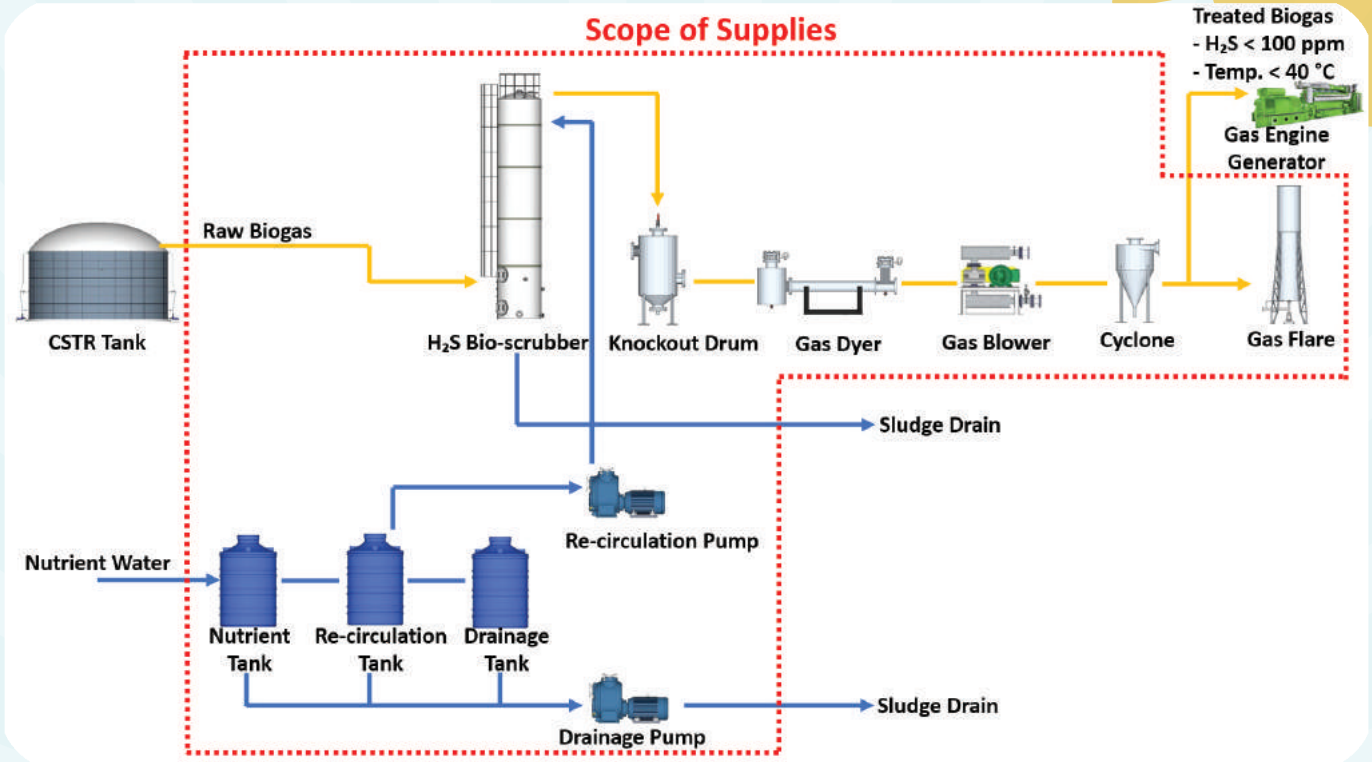 Scope of Supplies
Treated Biogas
- H₂S < 100 ppm
- Temp. < 40 °C
Gas Engine
Generator
Raw Biogas
CSTR Tank
H₂S Bio-scrubber
Knockout Drum
Gas Dyer
Gas Blower
Cyclone
Gas Flare
Sludge Drain
Re-circulation Pump
Nutrient Water
Nutrient
Tank
Re-circulation
Tank
Drainage
Tank
Drainage Pump
Sludge Drain